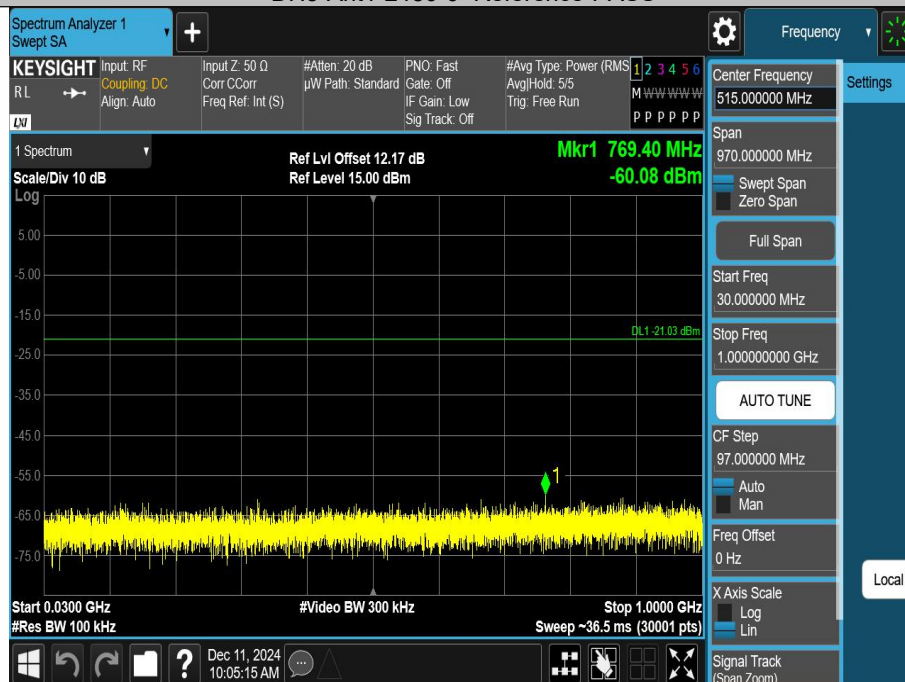 Spectrum Analyzer 1
Swept SA
Frequency
KEYSIGHT
RL
LXI
Input: RF
Coupling: DC
Align: Auto
Input Z: 50 Ω
Corr CCorr
Freq Ref: Int (S)
#Atten: 20 dB
µW Path: Standard
PNO: Fast
Gate: Off
IF Gain: Low
Sig Track: Off
#Avg Type: Power (RMS
Avg|Hold: 5/5
Trig: Free Run
1 2 3 4 5 6
M W W W W W
P P P P P P
1 Spectrum
Scale/Div 10 dB
Log
Ref Lvl Offset 12.17 dB
Ref Level 15.00 dBm
Mkr1 769.40 MHz
-60.08 dBm
5.00
-5.00
-15.0
DL1 -21.03 dBm
-25.0
-35.0
-45.0
-55.0
1
-65.0
-75.0
Start 0.0300 GHz
#Res BW 100 kHz
#Video BW 300 kHz
Stop 1.0000 GHz
Sweep ~36.5 ms (30001 pts)
Dec 11, 2024
10:05:15 AM
Center Frequency
515.000000 MHz
Settings
Span
970.000000 MHz
Swept Span
Zero Span
Full Span
Start Freq
30.000000 MHz
Stop Freq
1.000000000 GHz
AUTO TUNE
CF Step
97.000000 MHz
Auto
Man
Freq Offset
0 Hz
Local
X Axis Scale
Log
Lin
Signal Track
(Span Zoom)